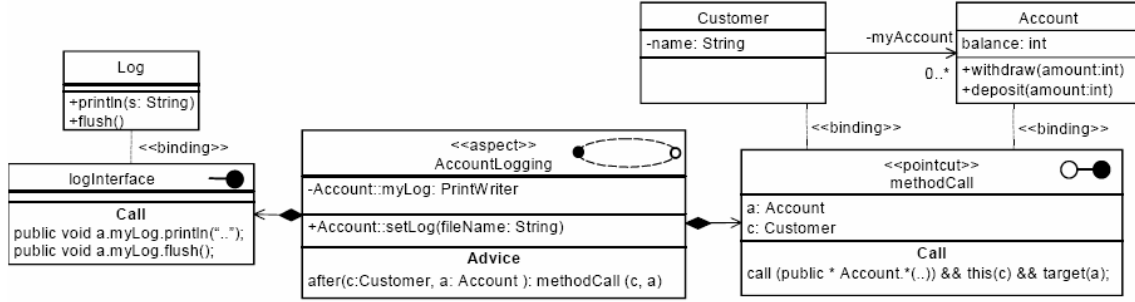 Log
+println(s: String)
+flush()
<<binding>>
logInterface
Call
public void a.myLog.println("..");
public void a.myLog.flush();
<<aspect>>
AccountLogging
-Account::myLog: PrintWriter
+Account::setLog(fileName: String)
Advice
after(c:Customer, a: Account ): methodCall (c, a)
Customer
-name: String
-myAccount
0..*
Account
balance: int
+withdraw(amount:int)
+deposit(amount:int)
<<binding>>
<<binding>>
<<pointcut>>
methodCall
a: Account
c: Customer
Call
call (public * Account.*(..)) && this(c) && target(a);